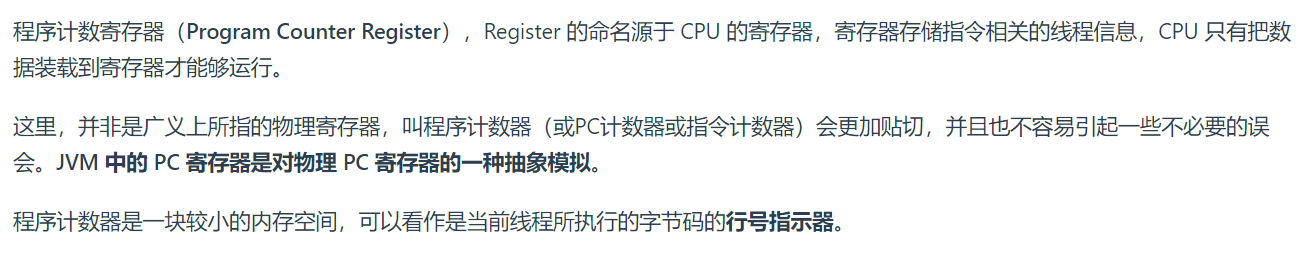 程序计数寄存器（Program Counter Register），Register 的命名源于 CPU 的寄存器，寄存器存储指令相关的线程信息，CPU 只有把数
据装载到寄存器才能够运行。
这里，并非是广义上所指的物理寄存器，叫程序计数器（或PC计数器或指令计数器）会更加贴切，并且也不容易引起一些不必要的误
会。JVM 中的 PC 寄存器是对物理 PC 寄存器的一种抽象模拟。
程序计数器是一块较小的内存空间，可以看作是当前线程所执行的字节码的行号指示器。